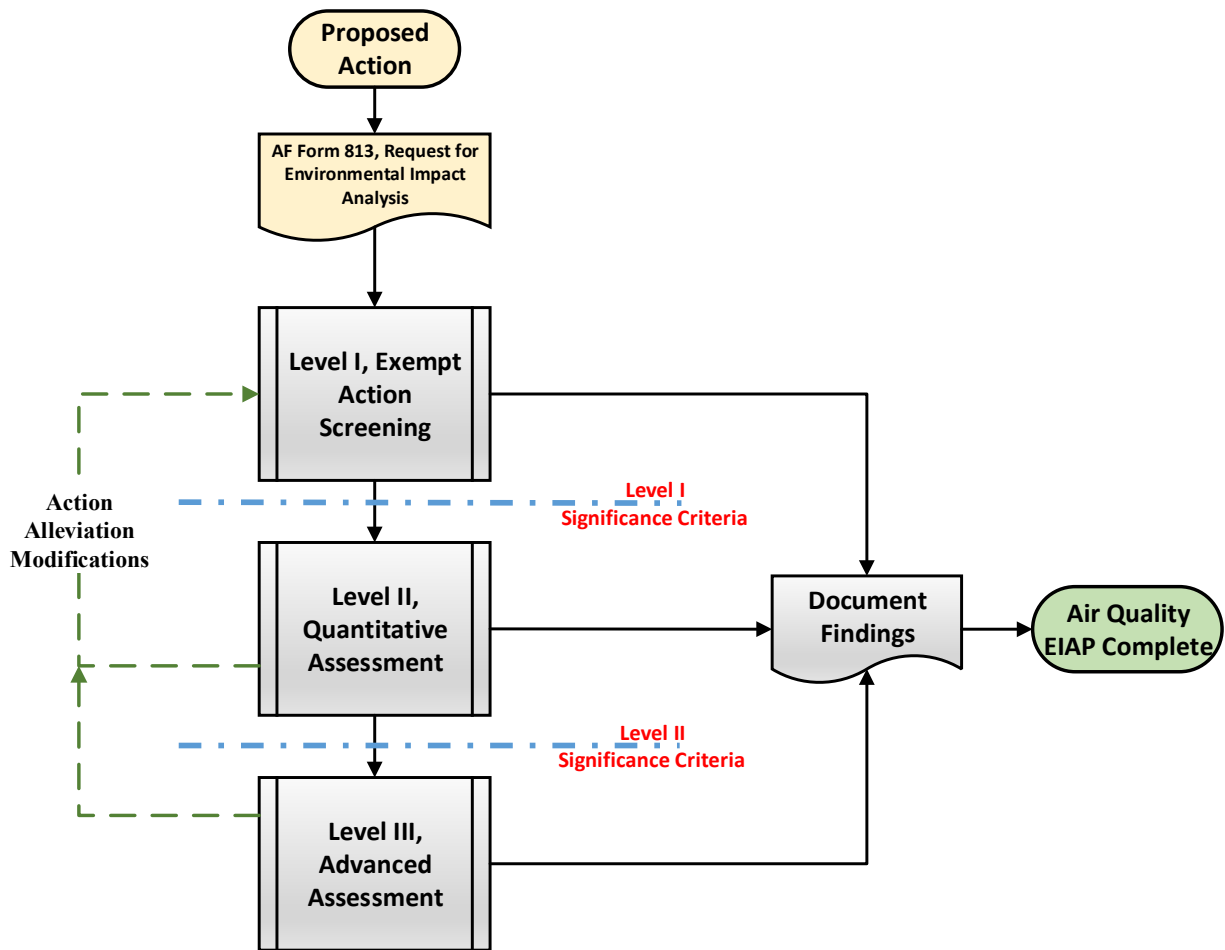 Proposed
Action
AF Form 813, Request for
Environmental Impact
Analysis
Level I, Exempt
Action
Screening
Level I
Significance Criteria
Action
Alleviation
Modifications
Level II,
Quantitative
Assessment
Document
Findings
Air Quality
EIAP Complete
Level II
Significance Criteria
Level III,
Advanced
Assessment